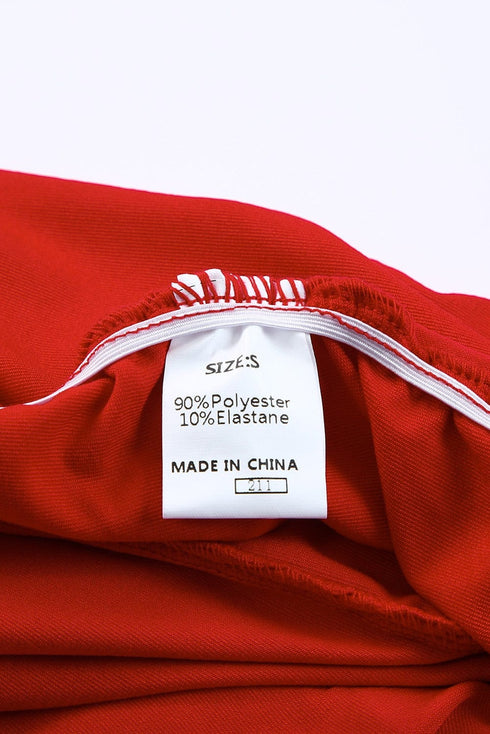 SIZE:S
90%Polyester
10%Elastane
MADE IN CHINA
211